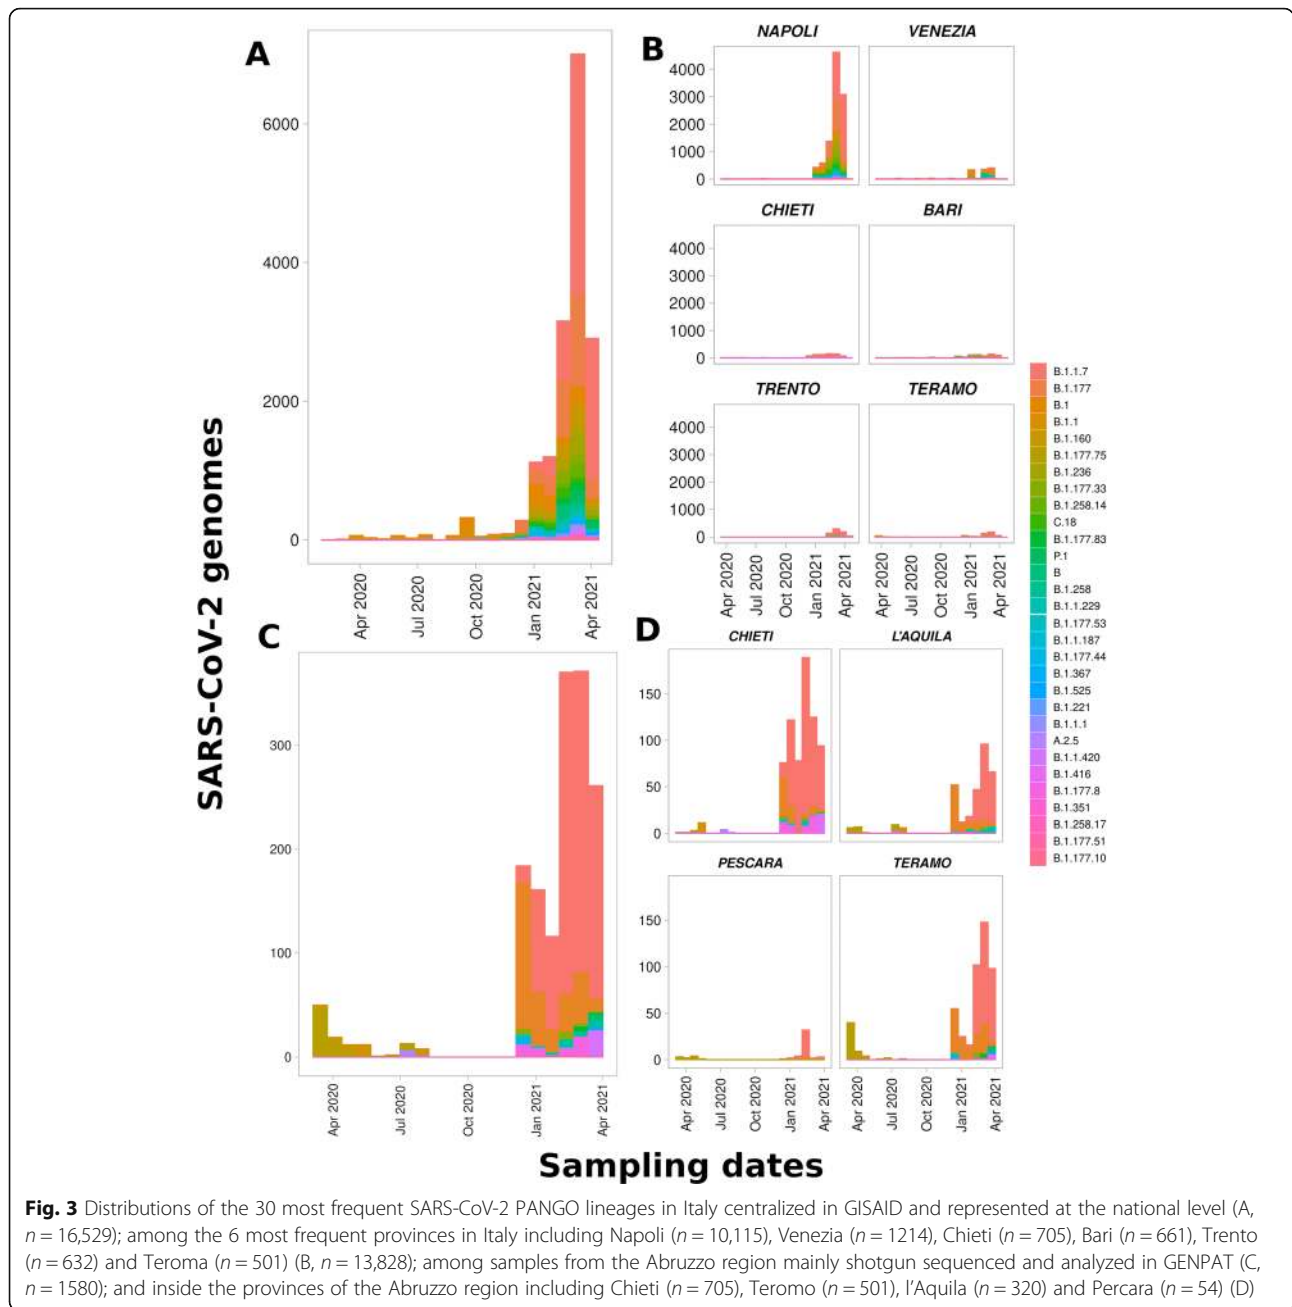 A
6000
4000
2000
0
Apr 2020
Jul 2020
Oct 2020
Jan 2021
Apr 2021
B
NAPOLI
VENEZIA
4000
3000
2000
1000
0
CHIETI
BARI
4000
3000
2000
1000
0
TRENTO
TERAMO
4000
3000
2000
1000
0
Apr 2020
Jul 2020
Oct 2020
Jan 2021
Apr 2021
Apr 2020
Jul 2020
Oct 2020
Jan 2021
Apr 2021
SARS-CoV-2 genomes
C
300
200
100
0
Apr 2020
Jul 2020
Oct 2020
Jan 2021
Apr 2021
D
CHIETI
L'AQUILA
150
100
50
0
PESCARA
TERAMO
150
100
50
0
Apr 2020
Jul 2020
Oct 2020
Jan 2021
Apr 2021
Apr 2020
Jul 2020
Oct 2020
Jan 2021
Apr 2021
B.1.1.7
B.1.177
B.1
B.1.1
B.1.160
B.1.177.75
B.1.236
B.1.177.33
B.1.258.14
C.18
B.1.177.83
P.1
B
B.1.258
B.1.1.229
B.1.177.53
B.1.1.187
B.1.177.44
B.1.367
B.1.525
B.1.221
B.1.1.1
A.2.5
B.1.1.420
B.1.416
B.1.177.8
B.1.351
B.1.258.17
B.1.177.51
B.1.177.10
Sampling dates
Fig. 3 Distributions of the 30 most frequent SARS-CoV-2 PANGO lineages in Italy centralized in GISAID and represented at the national level (A,
n = 16,529); among the 6 most frequent provinces in Italy including Napoli (n = 10,115), Venezia (n = 1214), Chieti (n = 705), Bari (n = 661), Trento
(n = 632) and Teroma (n = 501) (B, n = 13,828); among samples from the Abruzzo region mainly shotgun sequenced and analyzed in GENPAT (C,
n = 1580); and inside the provinces of the Abruzzo region including Chieti (n = 705), Teromo (n = 501), l'Aquila (n = 320) and Percara (n = 54) (D)